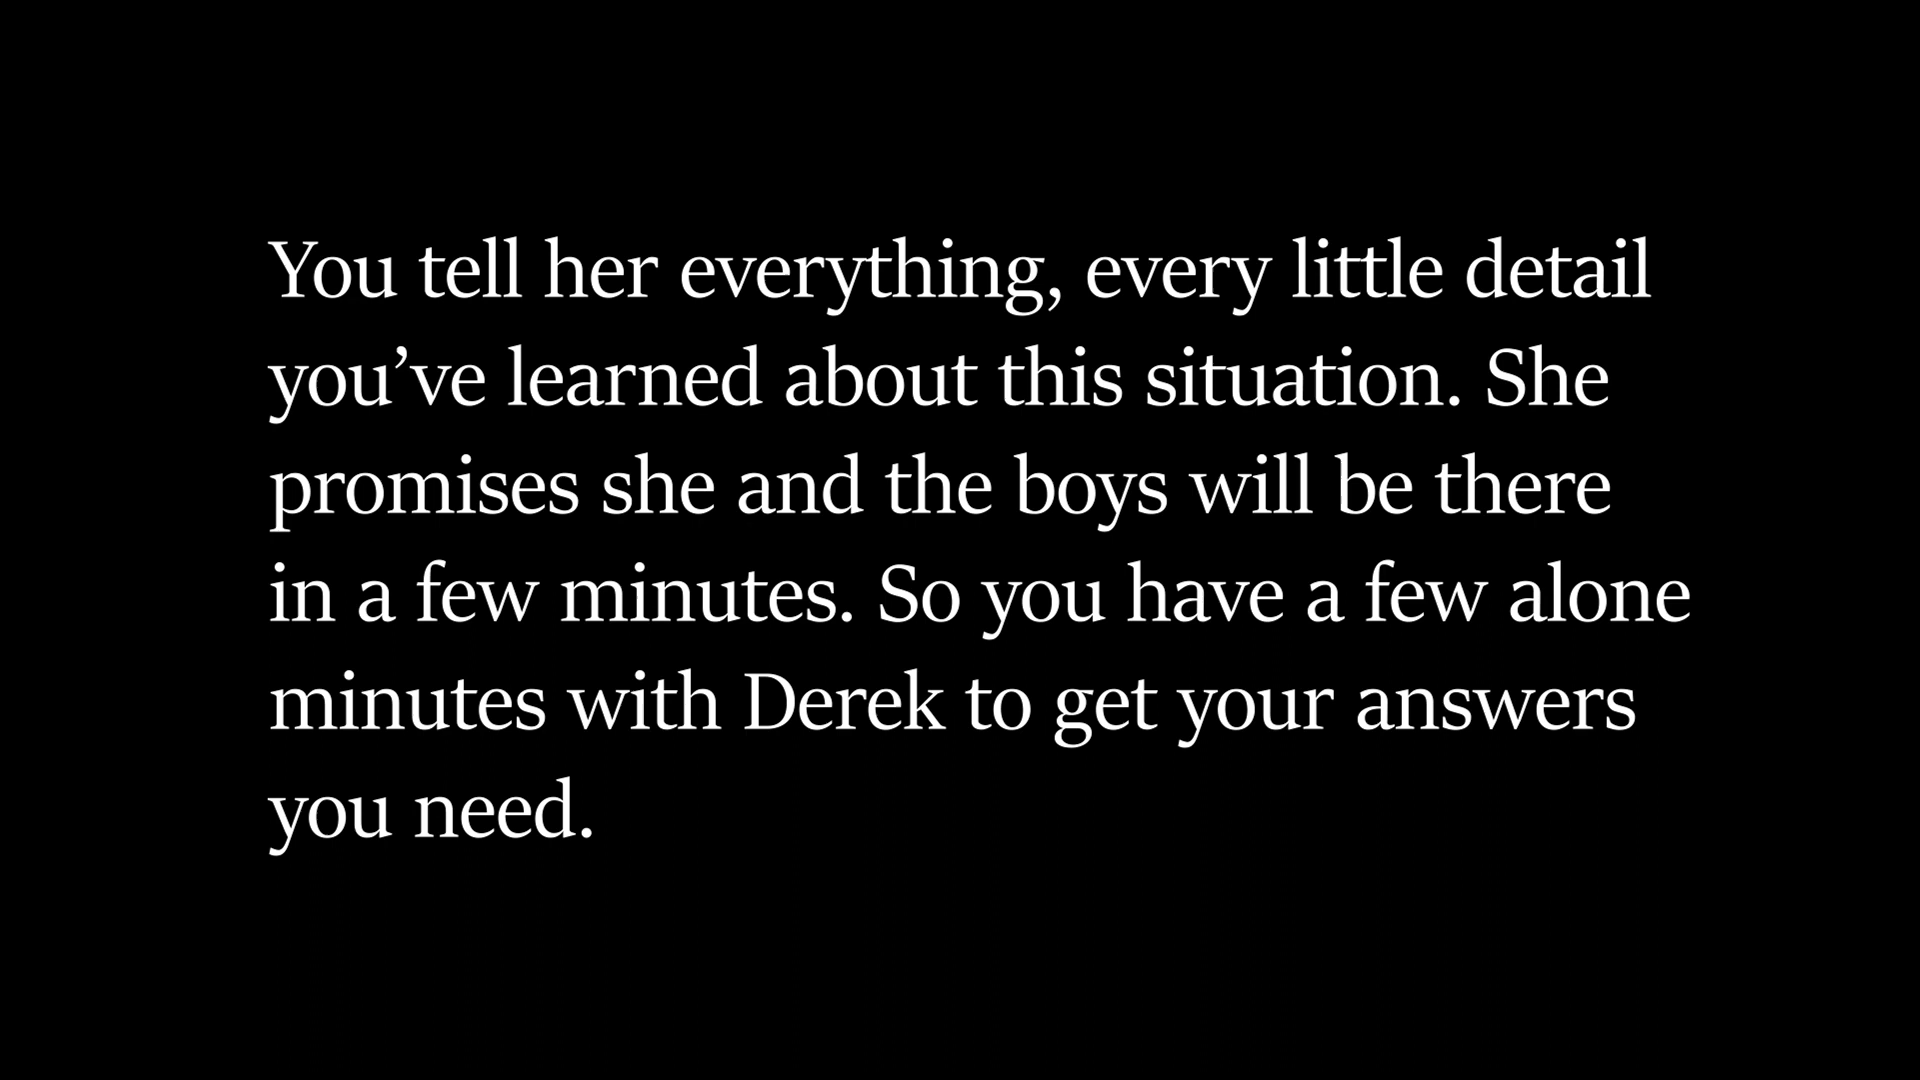 You tell her everything, every little detail
you’ve learned about this situation. She
promises she and the boys will be there
in a few minutes. So you have a few alone
minutes with Derek to get your answers
you need.